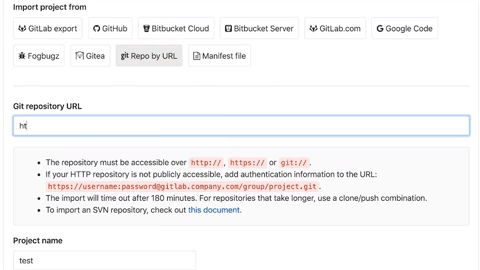 Import project from
GitLab export GitHub Bitbucket Cloud Bitbucket Server GitLab.com Google Code
Fogbugz Gitea git Repo by URL Manifest file
Git repository URL
ht
The repository must be accessible over http://, https:// or git://.
If your HTTP repository is not publicly accessible, add authentication information to the URL:
https://username:password@gitlab.company.com/group/project.git.
The import will time out after 180 minutes. For repositories that take longer, use a clone/push combination.
To import an SVN repository, check out this document.
Project name
test